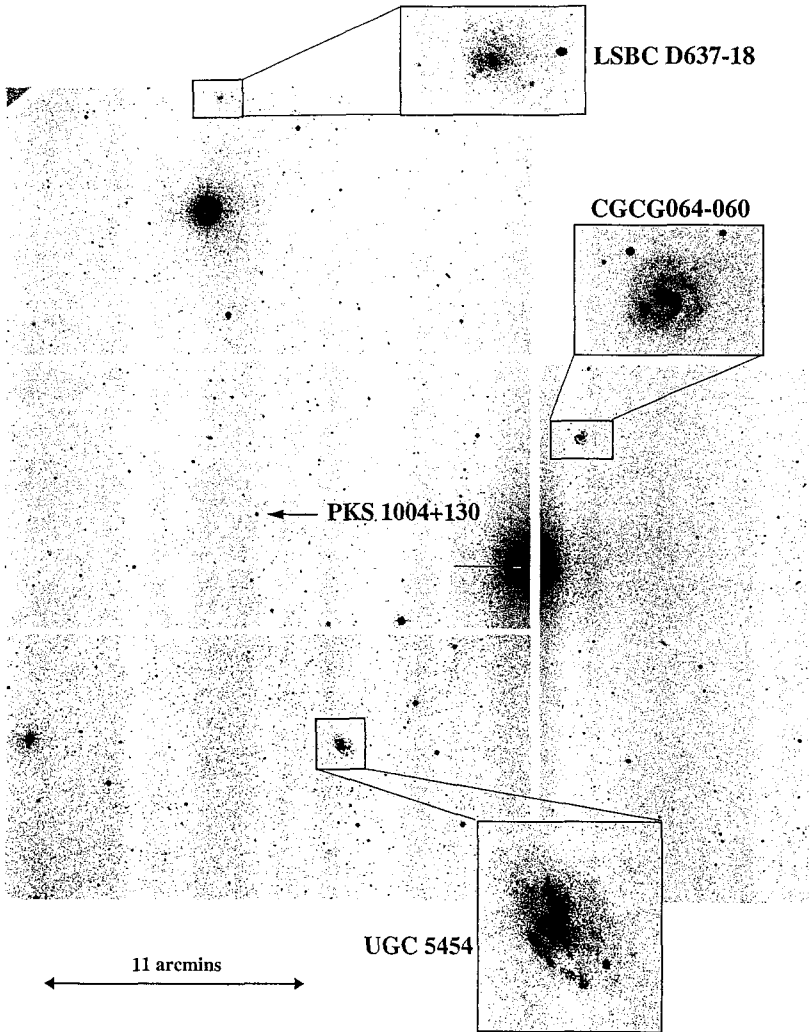 LSBC D637-18
CGCG064-060
PKS 1004+130
UGC 5454
11 arcmins